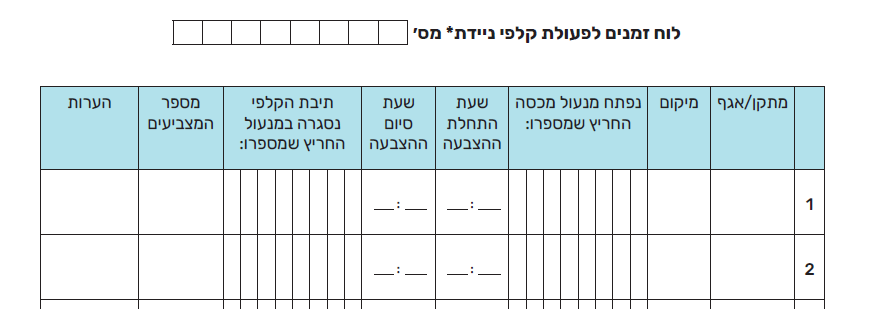 לוח זמנים לפעולת קלפי ניידת* מס׳
מתקן/אגף
מיקום
נפתח מנעול מכסה
החריץ שמספרו:
שעת
התחלת
ההצבעה
שעת
סיום
ההצבעה
תיבת הקלפי
נסגרה במנעול
החריץ שמספרו:
מספר
המצביעים
הערות
1
__:__
__:__
2
__:__
__:__